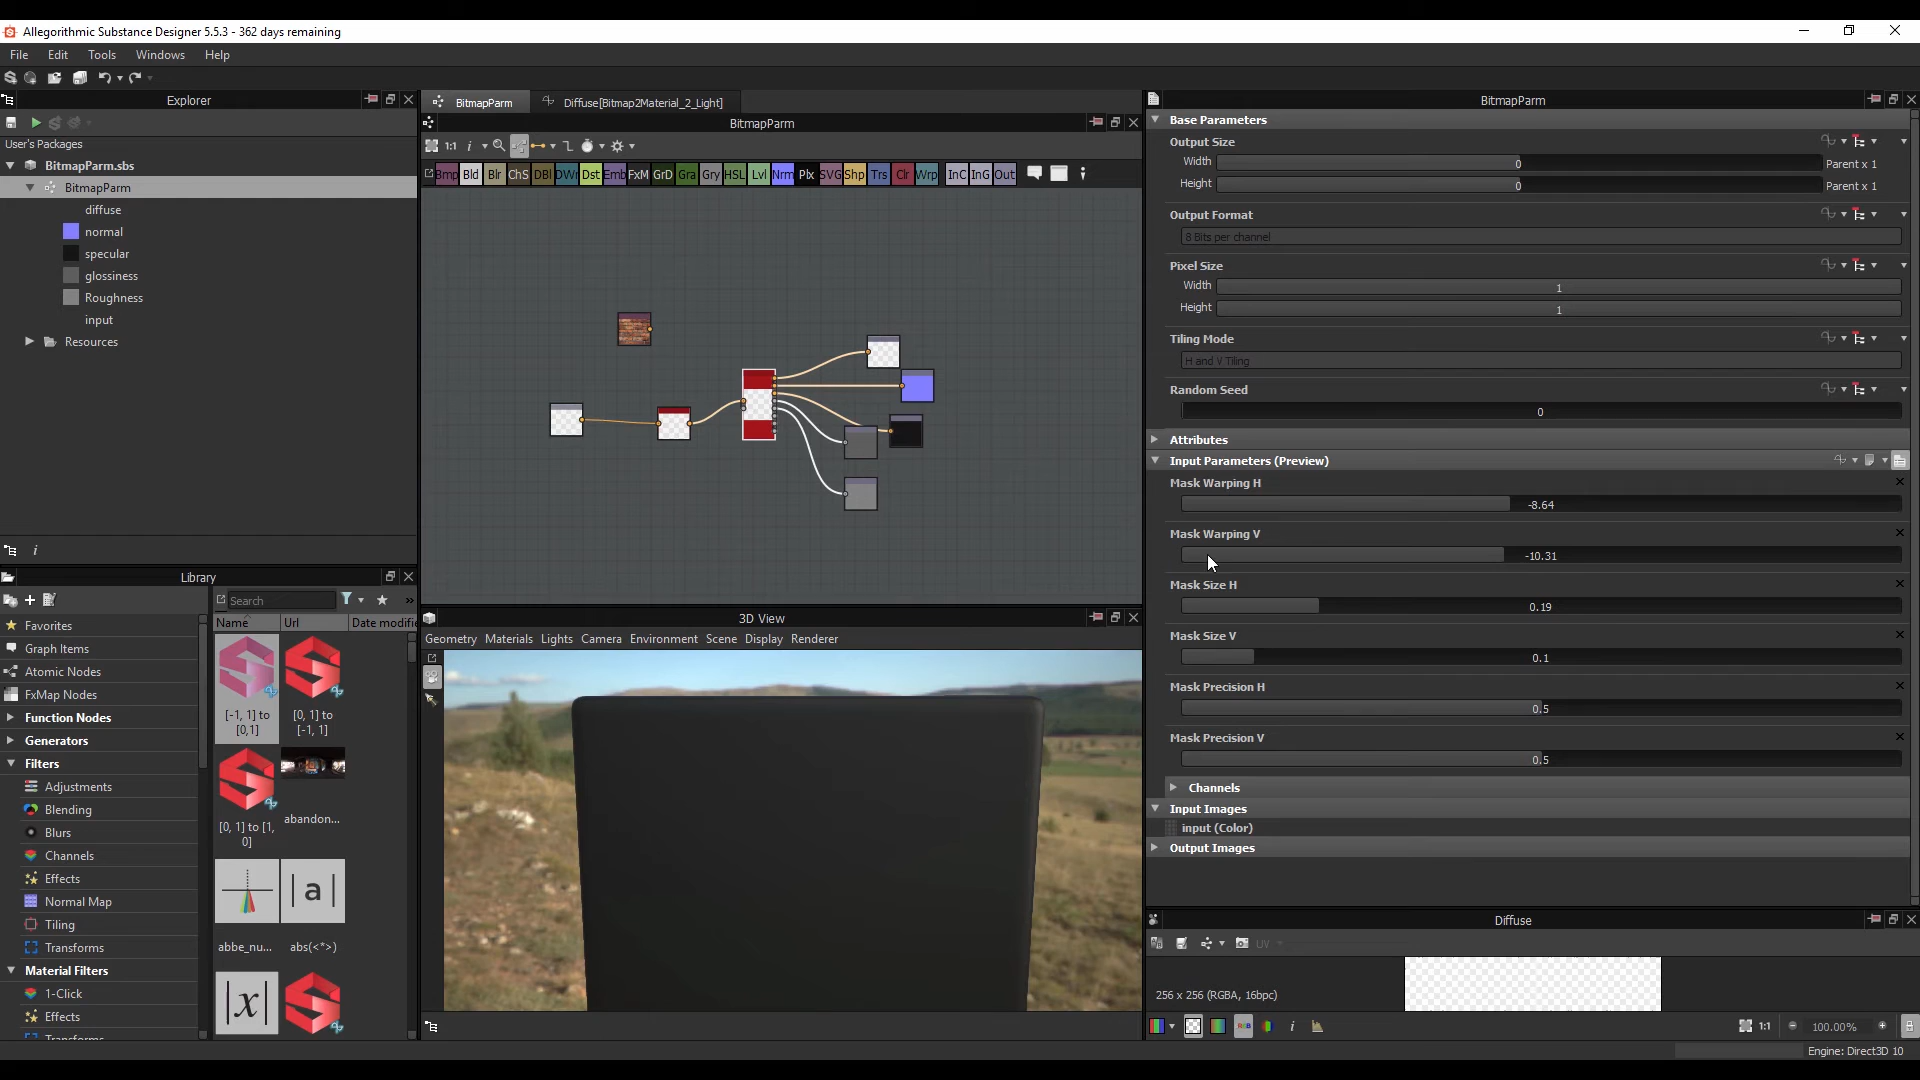 Allegorithmic Substance Designer 5.5.3 - 362 days remaining
File Edit Tools Windows Help
Explorer
User's Packages
BitmapParm.sbs
BitmapParm
diffuse
normal
specular
glossiness
Roughness
input
Resources
Library
Search
Name Url Date modifie
Favorites
Graph Items
Atomic Nodes
FxMap Nodes
Function Nodes
Generators
Filters
Adjustments
Blending
Blurs
Channels
Effects
Normal Map
Tiling
Transforms
Material Filters
1-Click
Effects
Transforms
[-1, 1] to [0,1]
[0, 1] to [-1, 1]
[0, 1] to [1, 0]
abandon...
|a|
abbe_nu...
abs(<*>)
|x|
BitmapParm
Diffuse[Bitmap2Material_2_Light]
BitmapParm
1:1
Bmp Bld Blr ChS DBl DWr Dst Emb FxM GrD Gra Gry HSL Lvl Nrm Plx SVG Shp Trs Clr Wrp InC InG Out
3D View
Geometry Materials Lights Camera Environment Scene Display Renderer
BitmapParm
Base Parameters
Output Size
Width 0 Parent x 1
Height 0 Parent x 1
Output Format
8 Bits per channel
Pixel Size
Width 1
Height 1
Tiling Mode
H and V Tiling
Random Seed
0
Attributes
Input Parameters (Preview)
Mask Warping H
-8.64
Mask Warping V
-10.31
Mask Size H
0.19
Mask Size V
0.1
Mask Precision H
0.5
Mask Precision V
0.5
Channels
Input Images
input (Color)
Output Images
Diffuse
UV
256 x 256 (RGBA, 16bpc)
RGB
1:1
100.00%
Engine: Direct3D 10